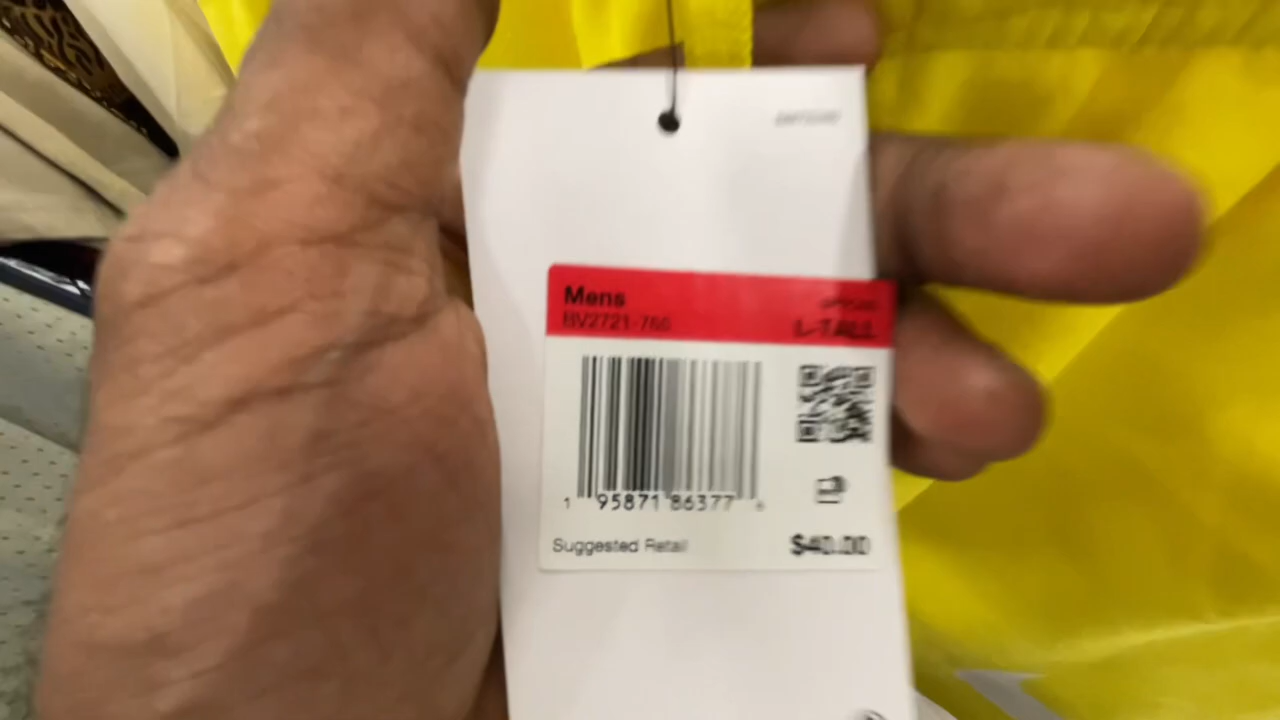 Mens
BV2721-765
L-TALL
1 95871 86377 6
Suggested Retail
$40.00